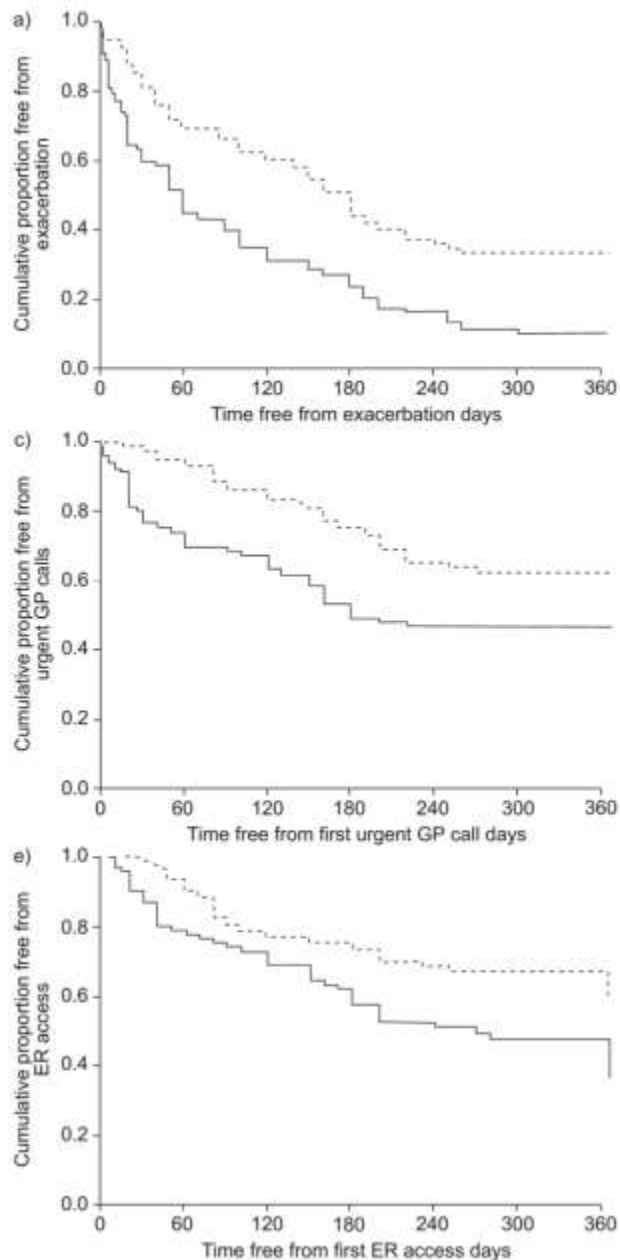 a)
1.0
0.8
0.6
0.4
0.2
0.0
Cumulative proportion free from
exacerbation
0 60 120 180 240 300 360
Time free from exacerbation days
c)
1.0
0.8
0.6
0.4
0.2
0.0
Cumulative proportion free from
urgent GP calls
0 60 120 180 240 300 360
Time free from first urgent GP call days
e)
1.0
0.8
0.6
0.4
0.2
0.0
Cumulative proportion free from
ER access
0 60 120 180 240 300 360
Time free from first ER access days